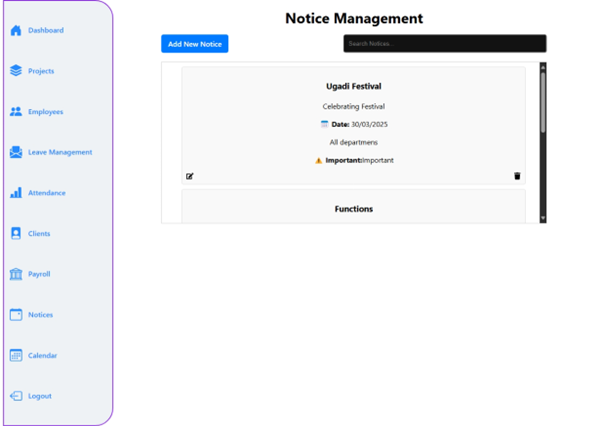 Dashboard
Projects
Employees
Leave Management
Attendance
Clients
Payroll
Notices
Calendar
Logout
Notice Management
Add New Notice
Search Notices...
Ugadi Festival
Celebrating Festival
Date: 30/03/2025
All departmens
Important:Important
Functions